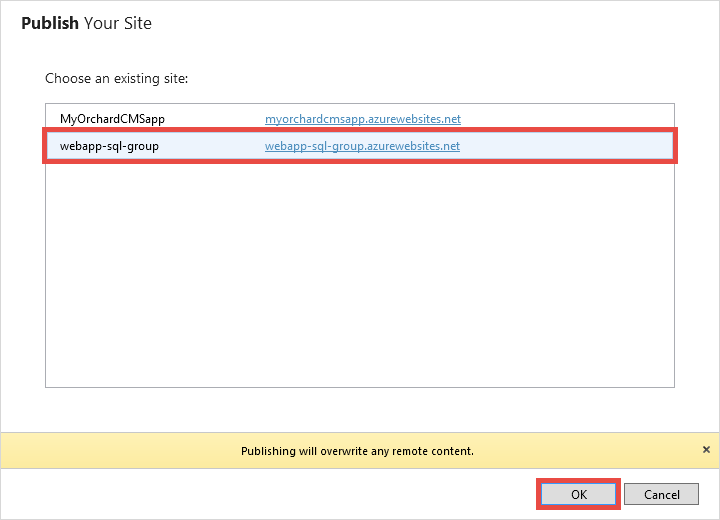 Publish Your Site
Choose an existing site:
MyOrchardCMSapp myorchardcmsapp.azurewebsites.net
webapp-sql-group webapp-sql-group.azurewebsites.net
Publishing will overwrite any remote content. ×
OK Cancel